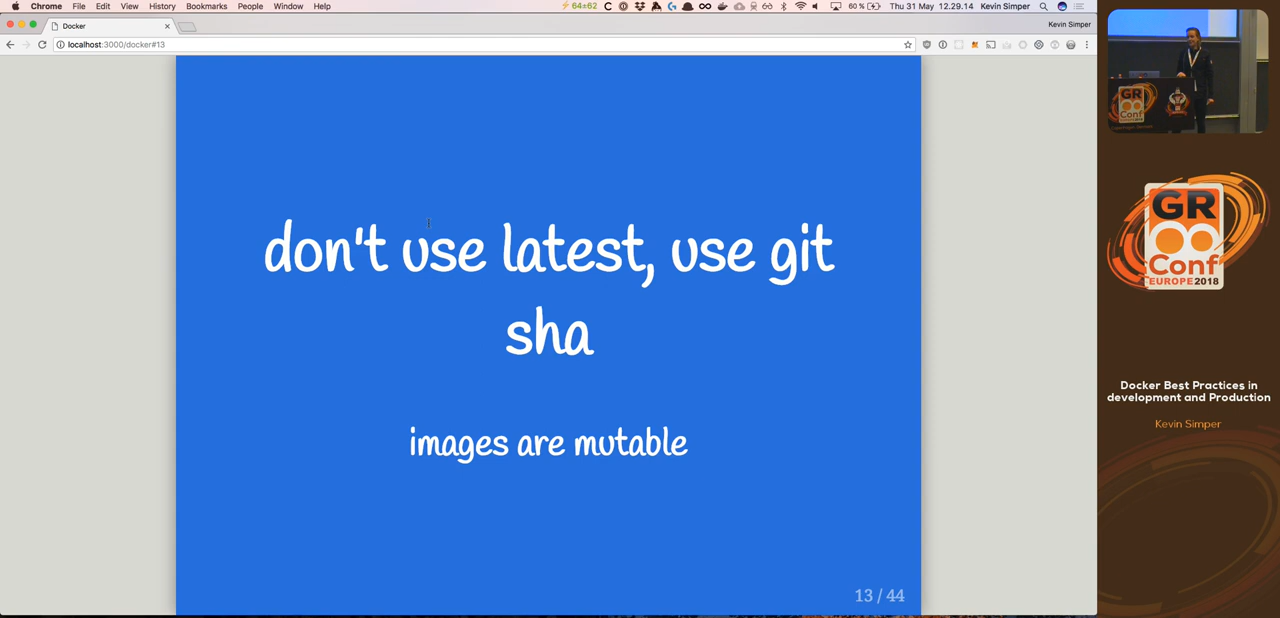 Chrome File Edit View History Bookmarks People Window Help
64±62
60 %
Thu 31 May 12.29.14 Kevin Simper
Docker
Kevin Simper
localhost:3000/docker#13
don't use latest, use git
sha
images are mutable
13 / 44
GR
Conf
EUROPE 2018
Docker Best Practices in
development and Production
Kevin Simper